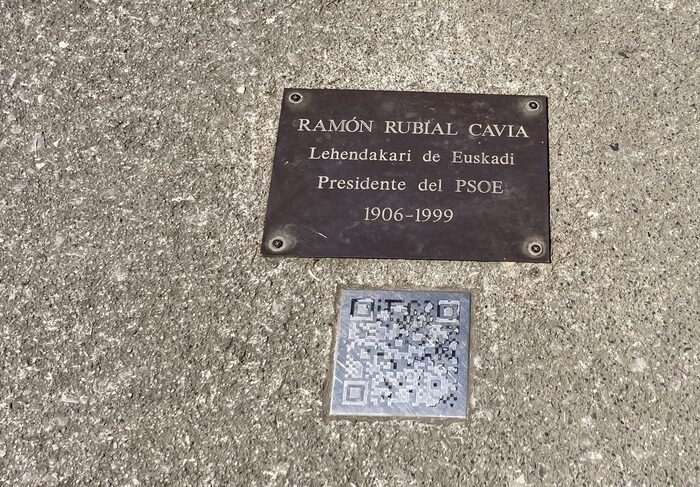 RAMÓN RUBIAL CAVIA
Lehendakari de Euskadi
Presidente del PSOE
1906-1999